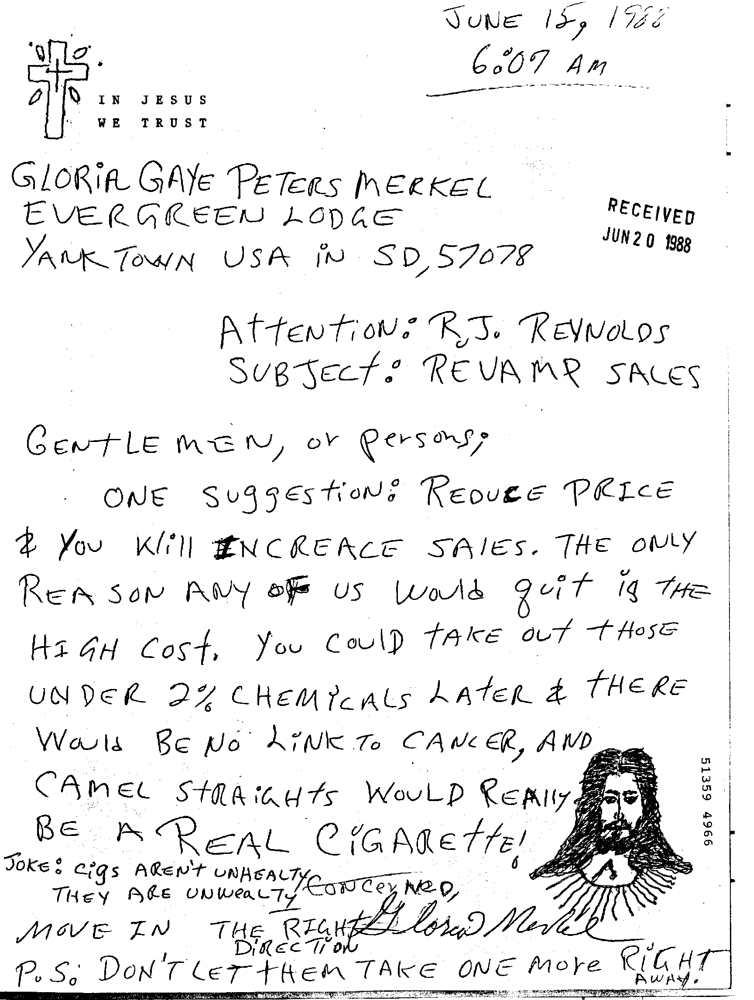 JUNE 15, 1988
6:07 AM
IN JESUS
WE TRUST
GLORIA GAYE PETERS MERKEL
EVERGREEN LODGE
YANKTOWN USA IN SD, 57078
RECEIVED
JUN 20 1988
ATTENTION: R.J. REYNOLDS
SUBJECT: REVAMP SALES
GENTLEMEN, or persons;
ONE SuggESTION: REDUCE PRICE
& YOU Will INCREACE SAlES. THE ONLY
REASON ANY OF US Would quit is THE
HIGH COST. YOU COULD TAKE OUT THOSE
UNDER 2% CHEMICALS LATER & THERE
Would BE NO LINK TO CANCER, AND
CAMEL STRAIGHTS WOULD REAlly
BE A REAL CIGARETTE!
51359 4966
JOKE: Cigs AREN'T UNHEALTY
THEY ARE UNWEALTY
CONCERNED,
MOVE IN THE RIGHT
DIRECTION
Gloria Merkel
P.S: DON'T LET THEM TAKE ONE MORE RIGHT
AWAY.